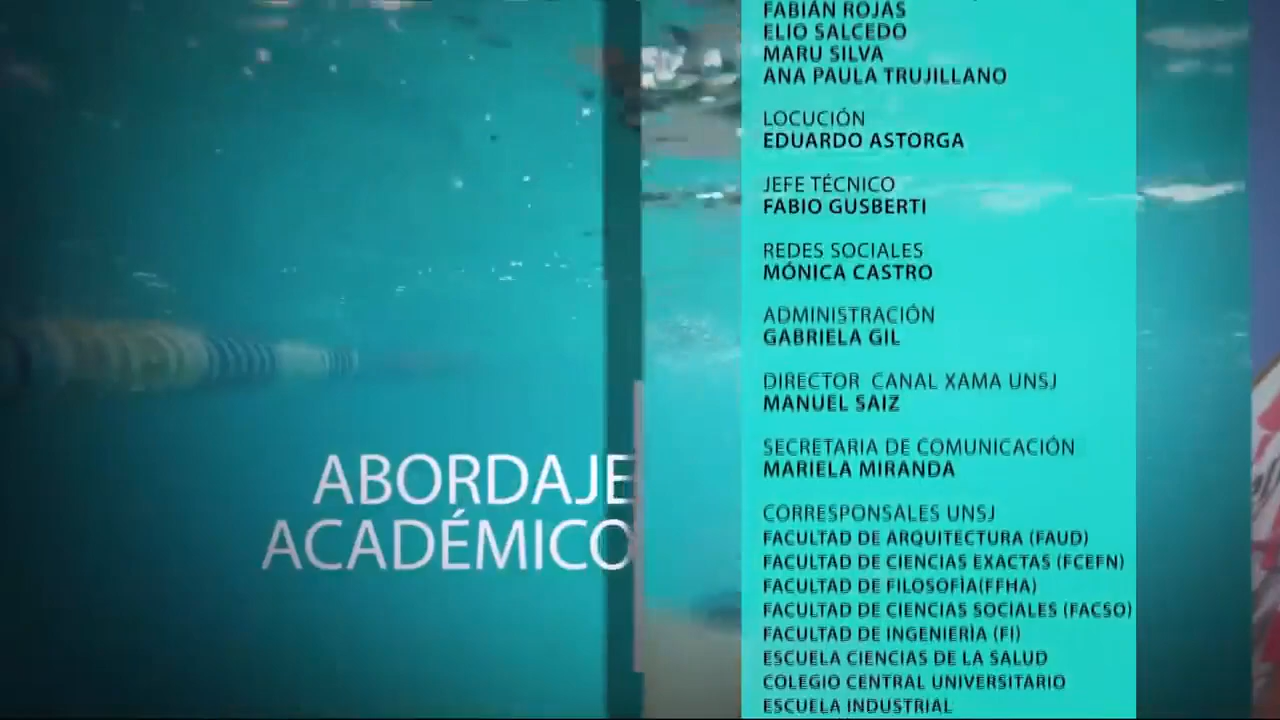 ABORDAJE
ACADÉMICO
FABIÁN ROJAS
ELIO SALCEDO
MARU SILVA
ANA PAULA TRUJILLANO
LOCUCIÓN
EDUARDO ASTORGA
JEFE TÉCNICO
FABIO GUSBERTI
REDES SOCIALES
MÓNICA CASTRO
ADMINISTRACIÓN
GABRIELA GIL
DIRECTOR CANAL XAMA UNSJ
MANUEL SAIZ
SECRETARIA DE COMUNICACIÓN
MARIELA MIRANDA
CORRESPONSALES UNSJ
FACULTAD DE ARQUITECTURA (FAUD)
FACULTAD DE CIENCIAS EXACTAS (FCEFN)
FACULTAD DE FILOSOFÌA(FFHA)
FACULTAD DE CIENCIAS SOCIALES (FACSO)
FACULTAD DE INGENIERÌA (FI)
ESCUELA CIENCIAS DE LA SALUD
COLEGIO CENTRAL UNIVERSITARIO
ESCUELA INDUSTRIAL